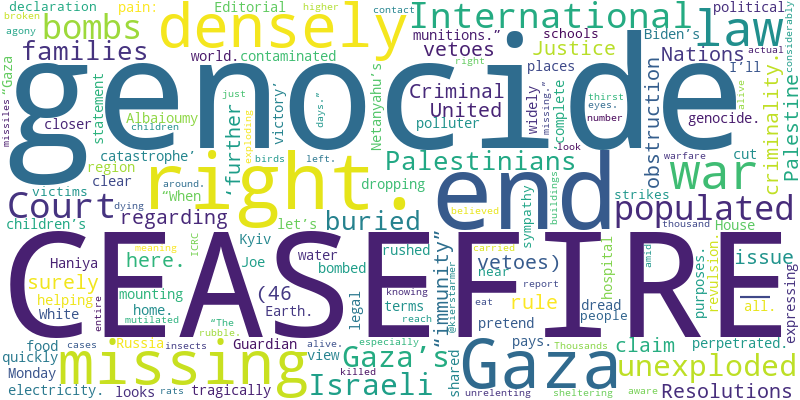 declaration
broken
agony
pain:
Editorial
higher
contact
political
bombs
densely
International
law
considerably
families
world.
contaminated
munitions.”
vetoes
schools
Justice
Biden’s
Nations
I’ll
actual
“Gaza
missiles
genocide
closer
statement
Albaioumy
children
catastrophe’
region
clear
victims
‘further
just
exploding
victory’
days.”
Netanyahu’s
right
Criminal
United
polluter
places
widely
missing.”
complete
thirst
eyes.
number
look
obstruction
genocide.
criminality.
alive
Palestine
Court
dying
children’s
regarding
“When
right.
birds
left.
around.
let’s
dropping
buried
Palestinians
end
believed
strikes
sympathy
buildings
cut
warfare
war
populated
thousand
House
CEASEFIRE
Haniya
here.
meaning
ICRC
Kyiv
rushed
water
bombed
Joe
surely
helping
White
mounting
home.
entire
mutilated
Russia
(46
Earth.
“The
rubble.
knowing
legal
terms
reach
“immunity”
@kierstarmer
carried
near
vetoes)
report
eat
rule
pretend
hospital
dread
people
amid
purposes.
revulsion.
issue
—
all.
expressing
food
cases
insects
quickly
Monday
electricity.
missing
looks
rats
tragically
Guardian
alive.
view
killed
especially
Gaza’s
Israeli
shared
Gaza
unrelenting
pays.
Thousands
sheltering
claim
perpetrated.
unexploded
aware
Resolutions